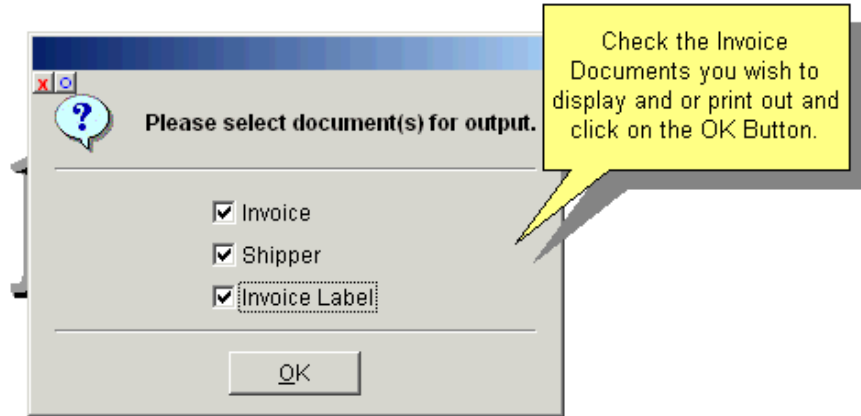 Check the Invoice
Documents you wish to
display and or print out and
click on the OK Button.
Please select document(s) for output.
Invoice
Shipper
Invoice Label
OK